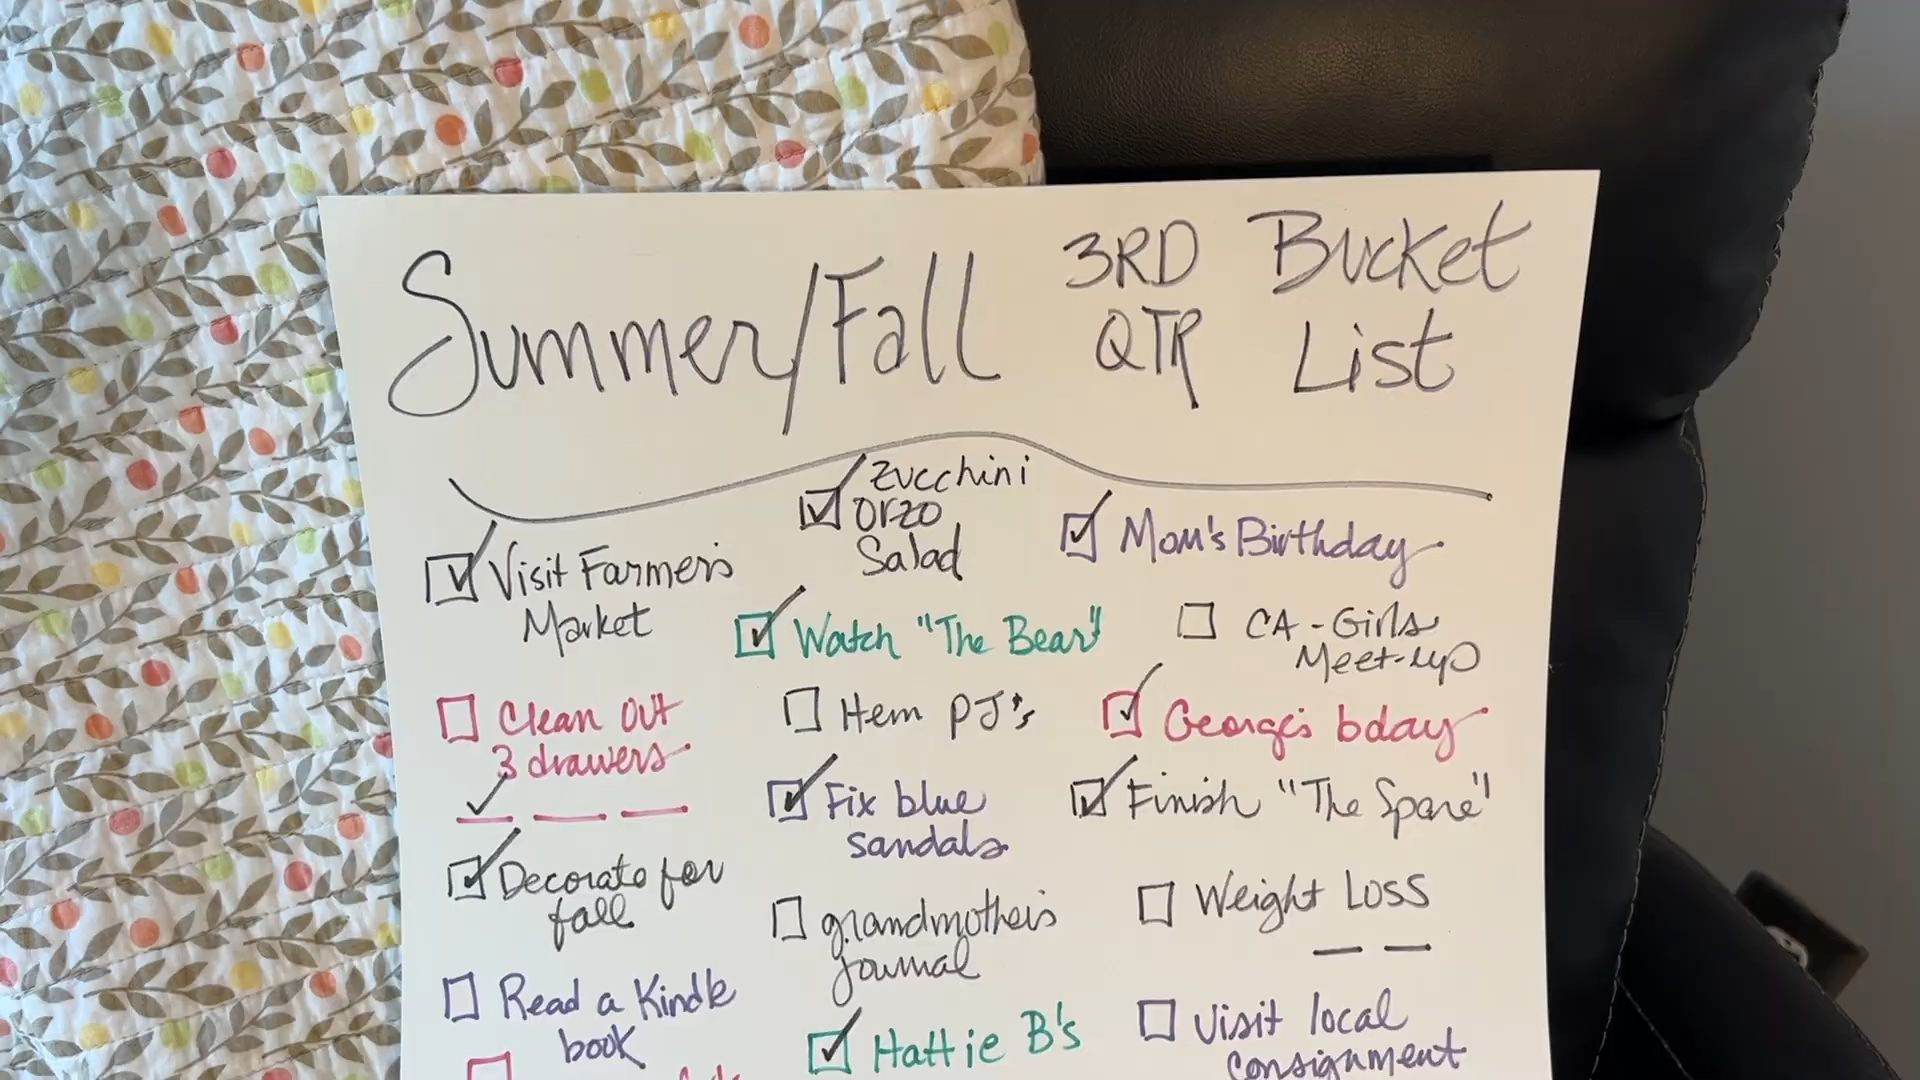 Summer/Fall
3RD
QTR
Bucket
List
Visit Farmer's
Market
Clean Out
3 drawers
Decorate for
fall
Read a Kindle
book
Zucchini
Orzo
Salad
Watch "The Bear"
Hem PJ's
Fix blue
sandals
grandmother's
journal
Hattie B's
Mom's Birthday
CA - Girls
Meet-up
George's bday
Finish "The Spare"
Weight Loss
Visit local
consignment